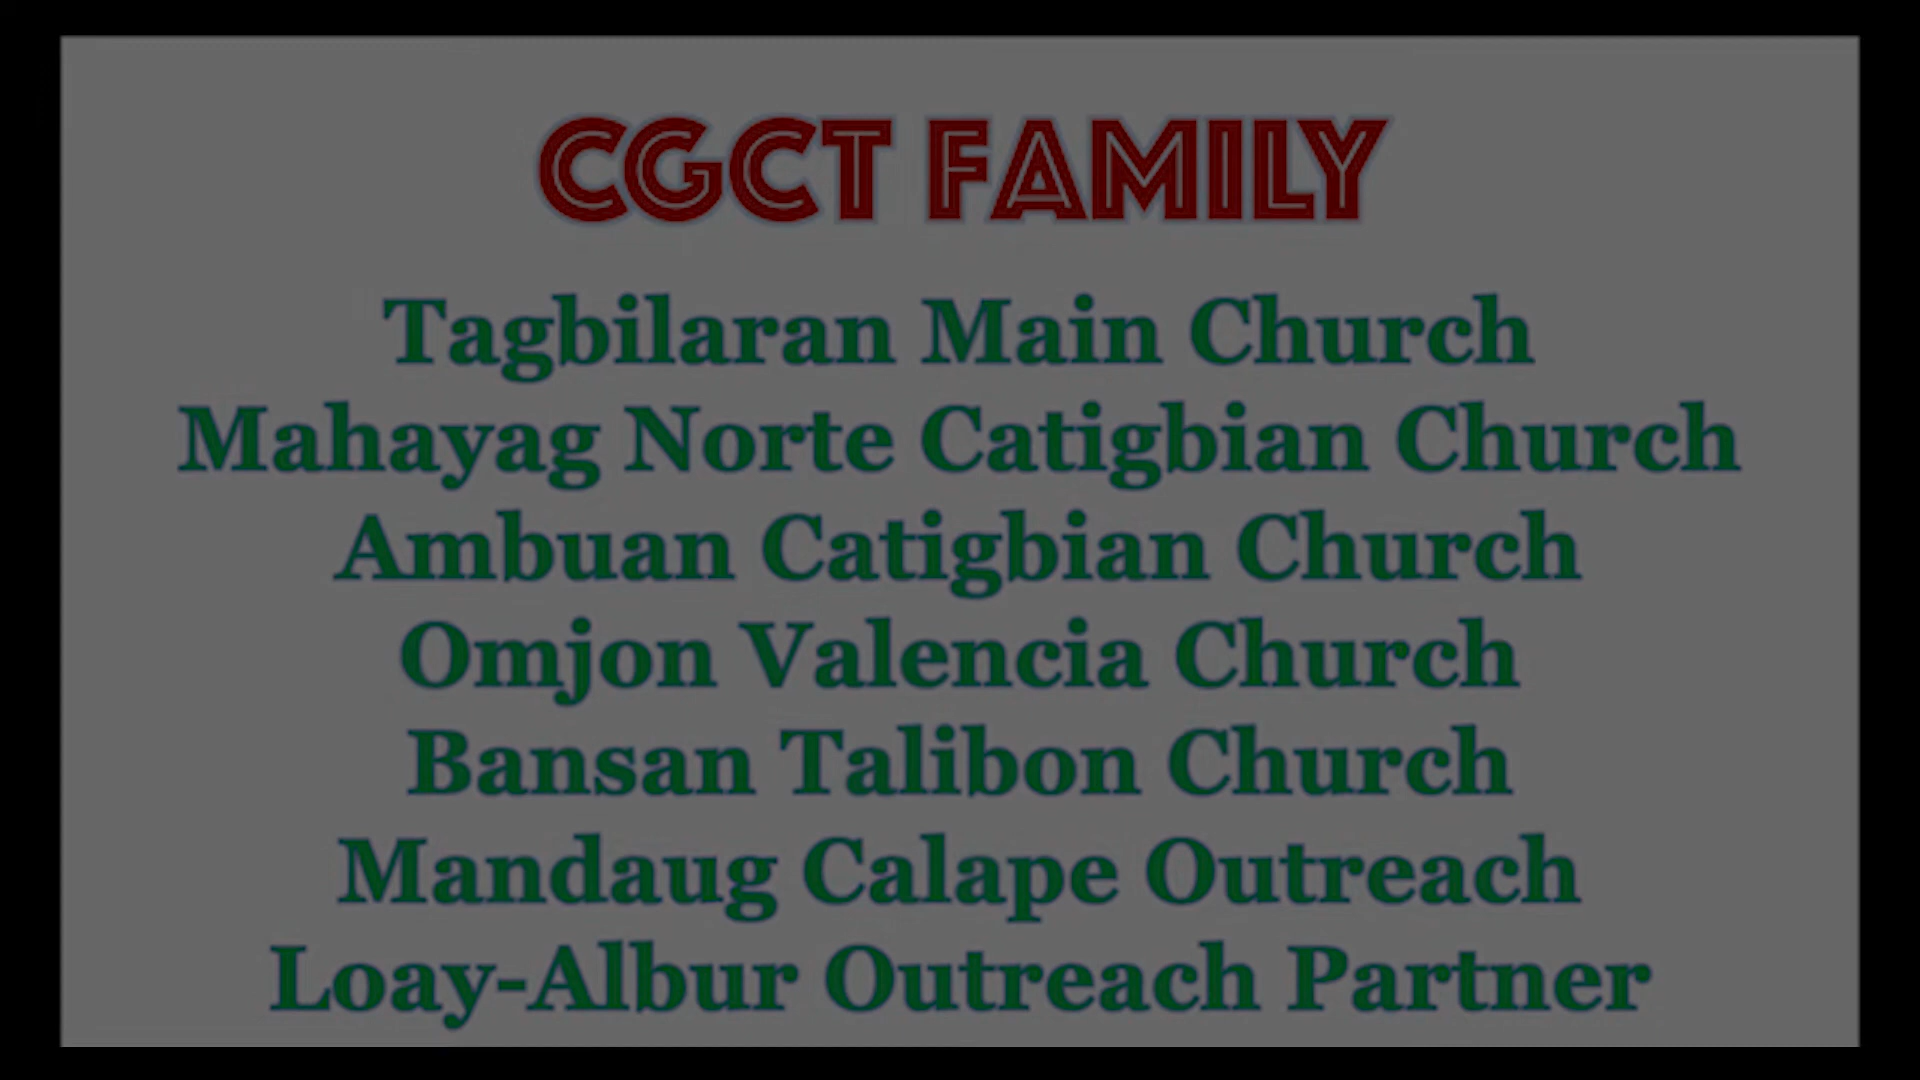 CGCT FAMILY
Tagbilaran Main Church
Mahayag Norte Catigbian Church
Ambuan Catigbian Church
Omjon Valencia Church
Bansan Talibon Church
Mandaug Calape Outreach
Loay-Albur Outreach Partner